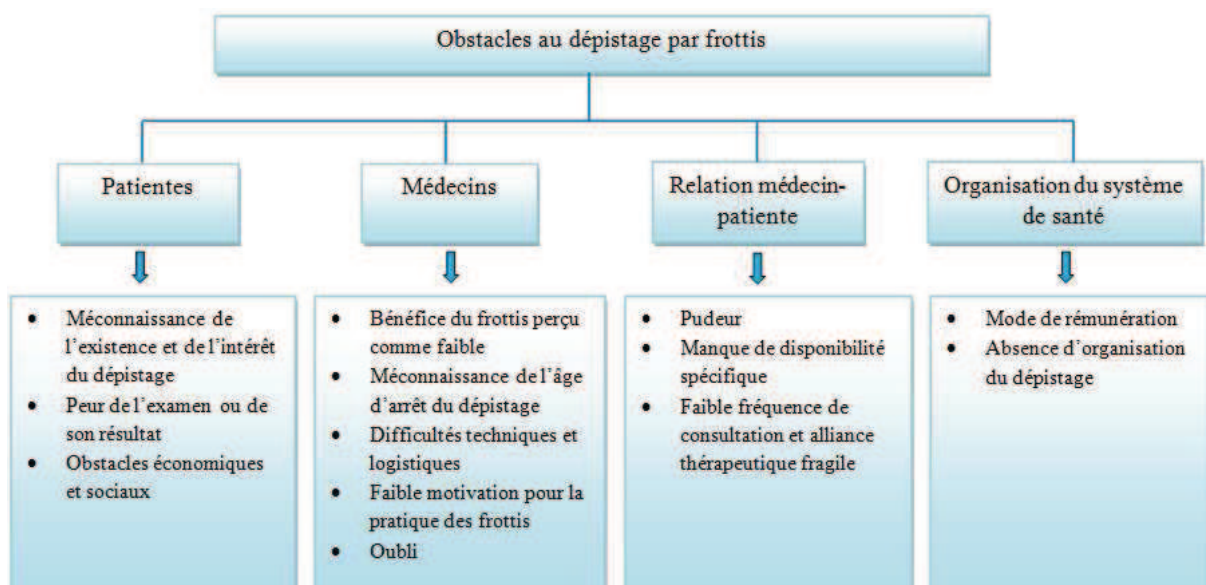 Obstacles au dépistage par frottis
Patientes
Médecins
Relation médecin-
patiente
Organisation du système
de santé
• Méconnaissance de
l'existence et de l'intérêt
du dépistage
• Peur de l'examen ou de
son résultat
• Obstacles économiques
et sociaux
• Bénéfice du frottis perçu
comme faible
• Méconnaissance de l'âge
d'arrêt du dépistage
• Difficultés techniques et
logistiques
• Faible motivation pour la
pratique des frottis
• Oubli
• Pudeur
• Manque de disponibilité
spécifique
• Faible fréquence de
consultation et alliance
thérapeutique fragile
• Mode de rémunération
• Absence d'organisation
du dépistage